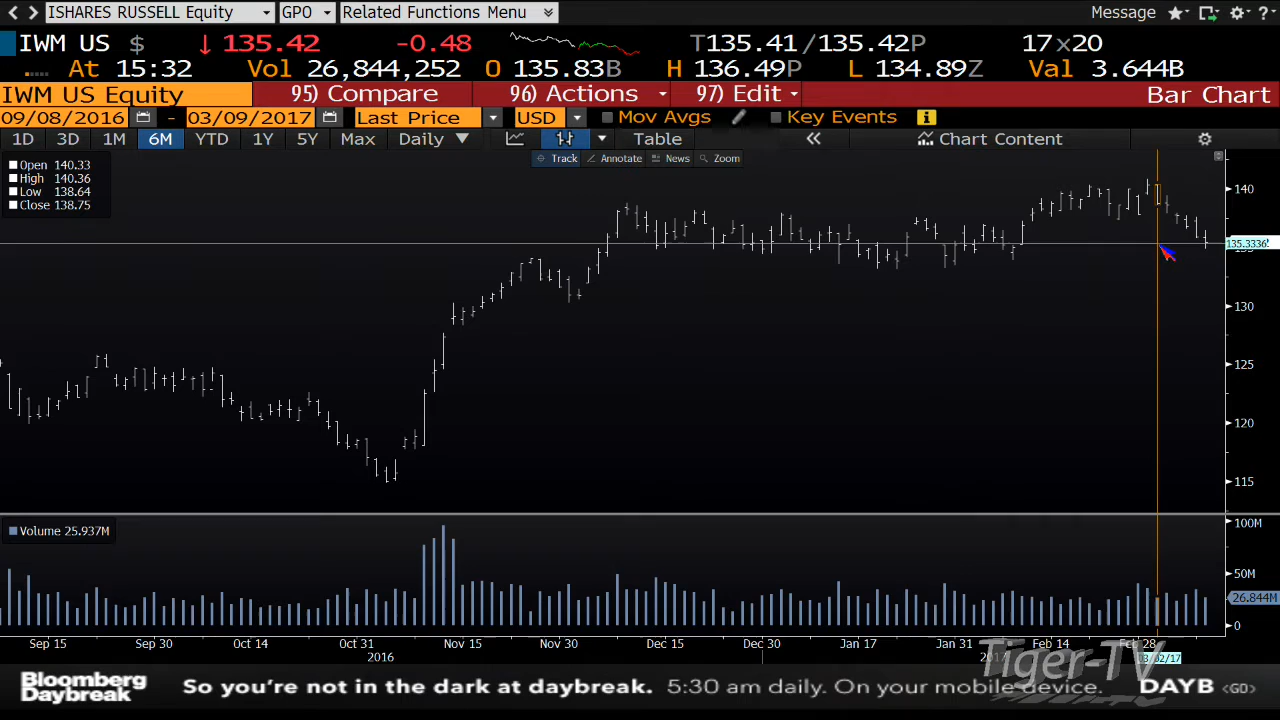 ISHARES RUSSELL Equity GPO Related Functions Menu Message ?
IWM US $ ↓ 135.42 -0.48 T135.41/135.42P 17x20
At 15:32 Vol 26,844,252 O 135.83B H 136.49P L 134.89Z Val 3.644B
IWM US Equity 95) Compare 96) Actions 97) Edit Bar Chart
09/08/2016 - 03/09/2017 Last Price USD Mov Avgs Key Events i
1D 3D 1M 6M YTD 1Y 5Y Max Daily ▼ Table « Chart Content
Track Annotate News Zoom
Open 140.33
High 140.36
Low 138.64
Close 138.75
140
135.3336
130
125
120
115
Volume 25.937M
100M
50M
26.844M
0
Sep 15 Sep 30 Oct 14 Oct 31 Nov 15 Nov 30 Dec 15 Dec 30 Jan 17 Jan 31 Feb 14 Feb 28
2016 2017 03/02/17
Tiger-TV
Bloomberg
Daybreak
So you're not in the dark at daybreak. 5:30 am daily. On your mobile device. DAYB <GO>